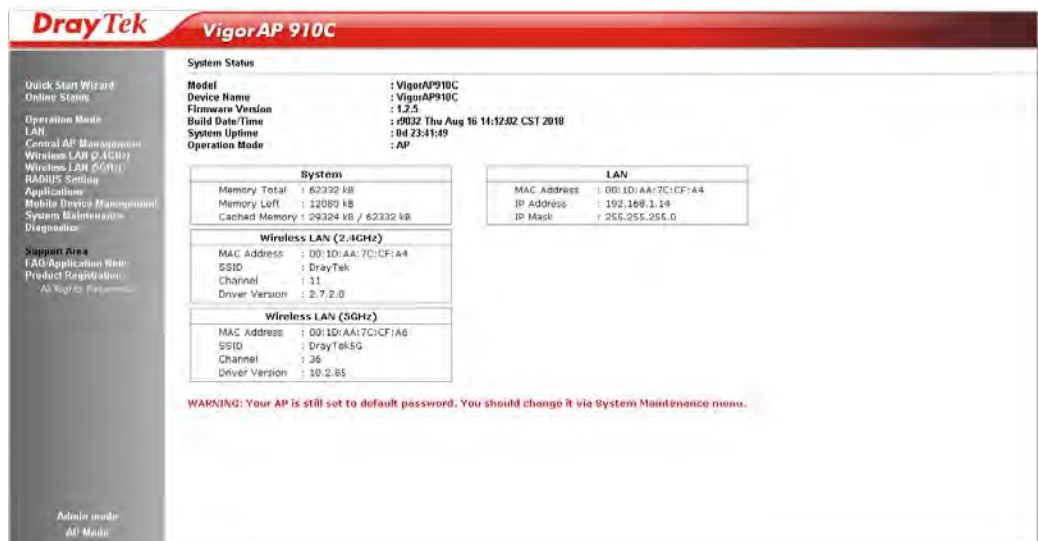 DrayTek
VigorAP 910C
Quick Start Wizard
Online Status
Operation Mode
LAN
Central AP Management
Wireless LAN (2.4GHz)
Wireless LAN (5GHz)
RADIUS Setting
Applications
Mobile Device Management
System Maintenance
Diagnostics
Support Area
FAQ/Application Note
Product Registration
All Rights Reserved.
Admin mode
AP Mode
System Status
Model : VigorAP910C
Device Name : VigorAP910C
Firmware Version : 1.2.5
Build Date/Time : r9032 Thu Aug 16 14:12:02 CST 2018
System Uptime : 0d 23:41:49
Operation Mode : AP
System
Memory Total : 62332 kB
Memory Left : 12080 kB
Cached Memory : 29324 kB / 62332 kB
Wireless LAN (2.4GHz)
MAC Address : 00:1D:AA:7C:CF:A4
SSID : DrayTek
Channel : 11
Driver Version : 2.7.2.0
Wireless LAN (5GHz)
MAC Address : 00:1D:AA:7C:CF:A6
SSID : DrayTek5G
Channel : 36
Driver Version : 10.2.85
LAN
MAC Address : 00:1D:AA:7C:CF:A4
IP Address : 192.168.1.14
IP Mask : 255.255.255.0
WARNING: Your AP is still set to default password. You should change it via System Maintenance menu.